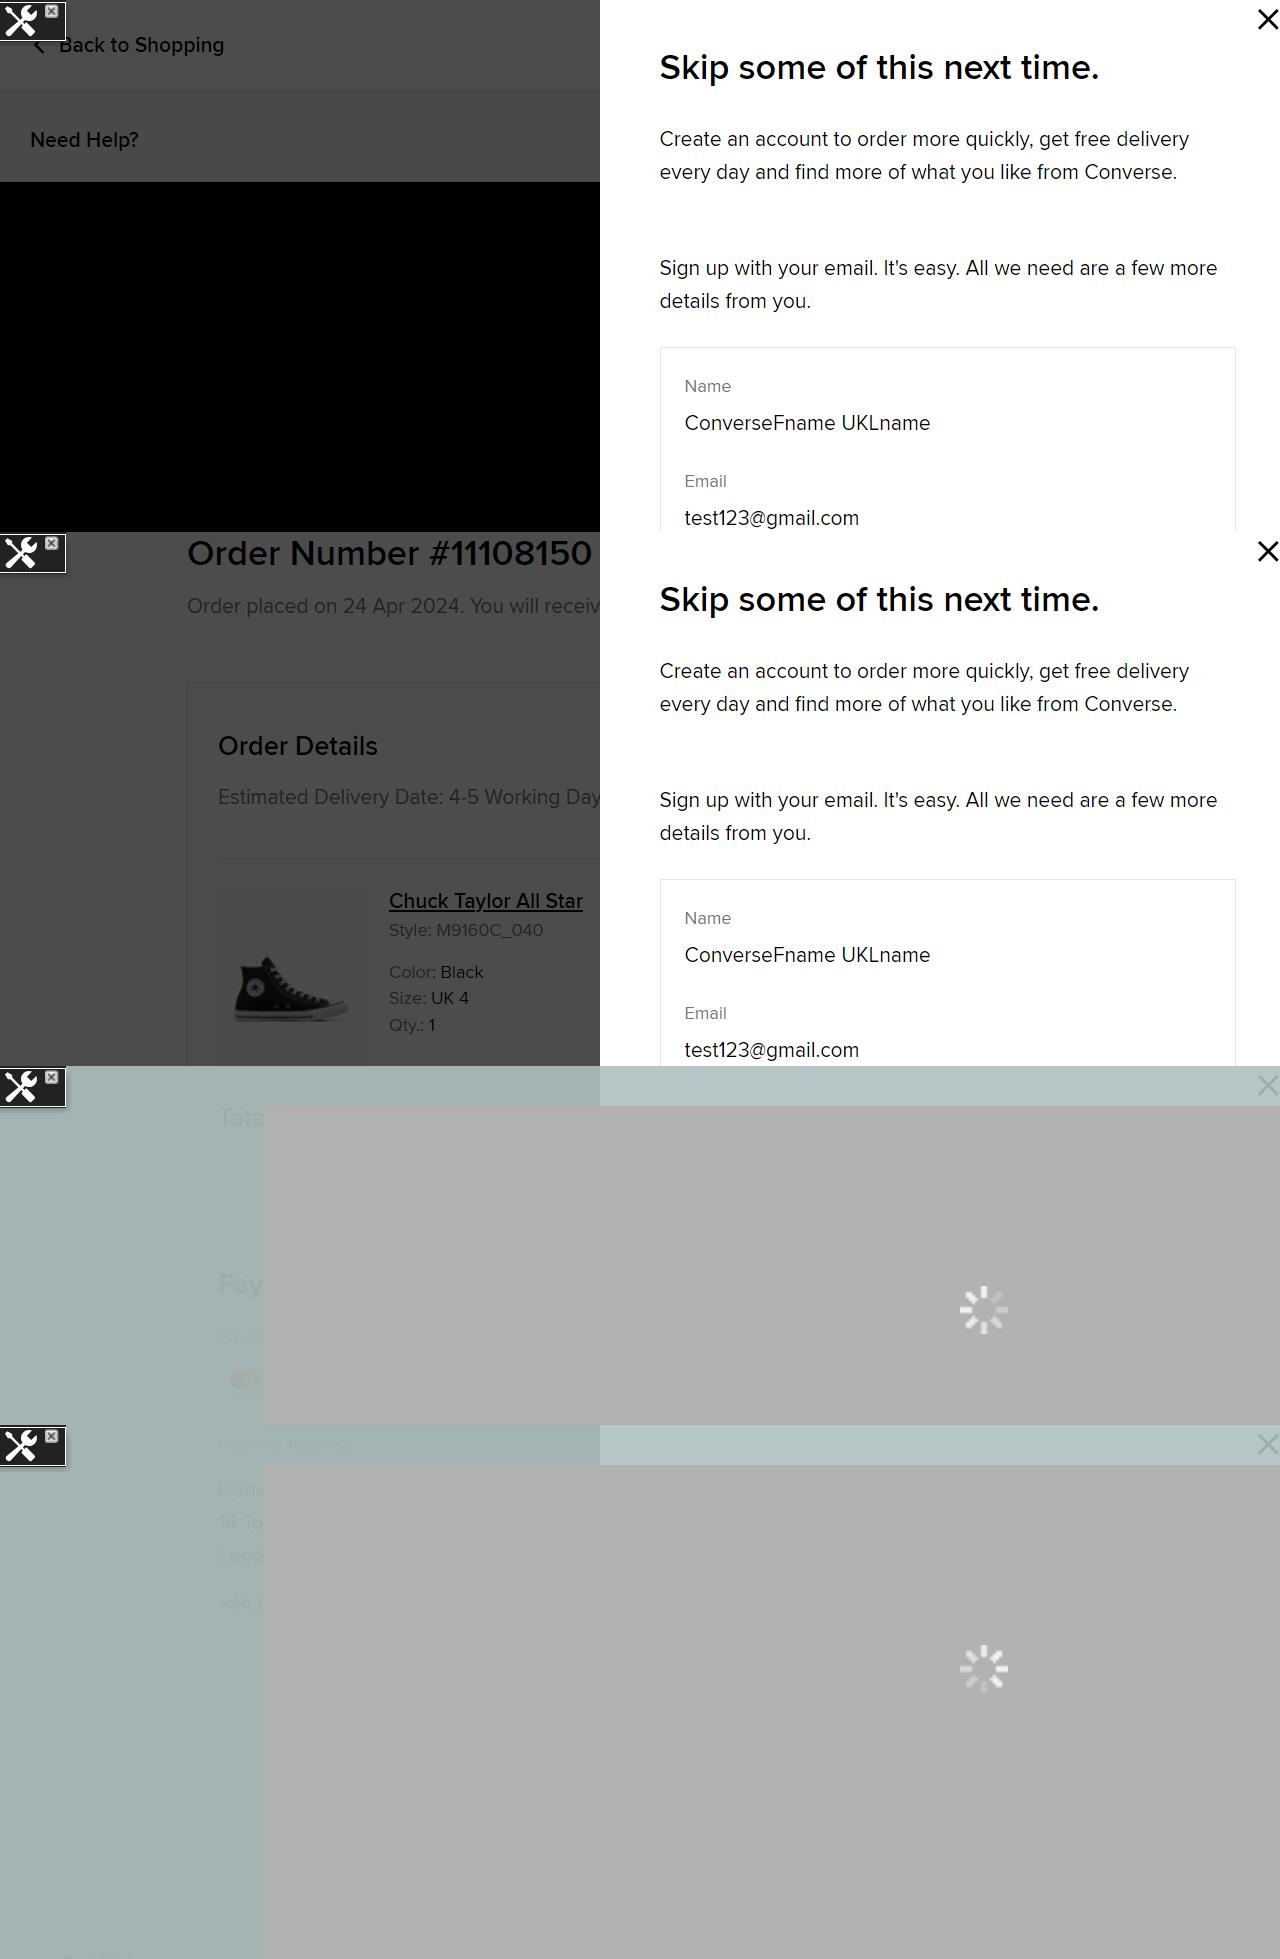 Back to Shopping
Need Help?
Skip some of this next time.
Create an account to order more quickly, get free delivery
every day and find more of what you like from Converse.
Sign up with your email. It's easy. All we need are a few more
details from you.
Name
ConverseFname UKLname
Email
test123@gmail.com
Order Number #11108150
Order placed on 24 Apr 2024. You will receiv
Order Details
Estimated Delivery Date: 4-5 Working Day
Chuck Taylor All Star
Style: M9160C_040
Color: Black
Size: UK 4
Qty.: 1
Skip some of this next time.
Create an account to order more quickly, get free delivery
every day and find more of what you like from Converse.
Sign up with your email. It's easy. All we need are a few more
details from you.
Name
ConverseFname UKLname
Email
test123@gmail.com
Tota
Pay
Payme
Delivery Address
Conv
14 To
Lond
+44